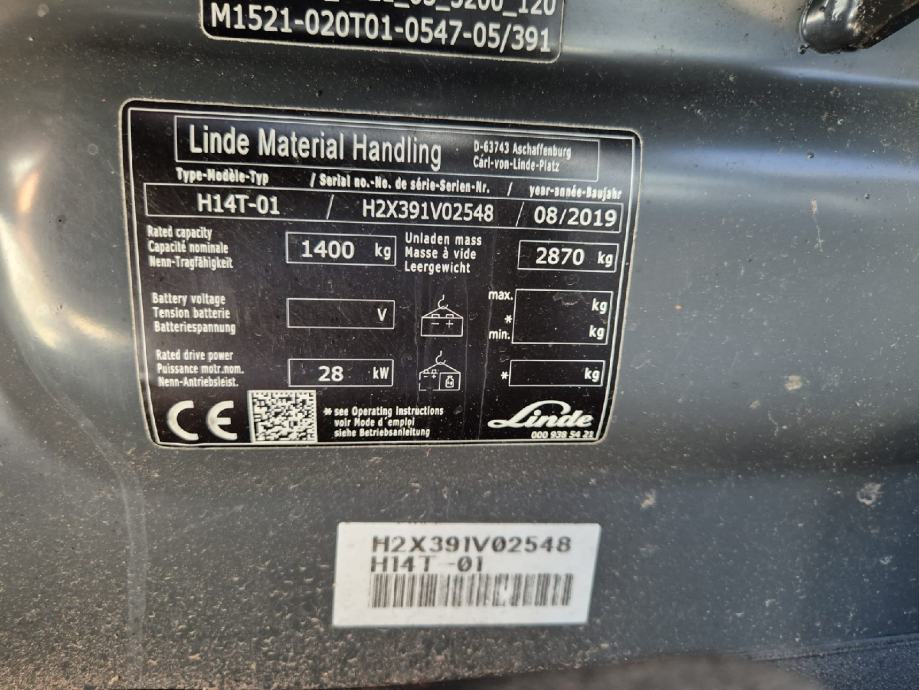 M1521-020T01-0547-05/391
Linde Material Handling
D-63743 Aschaffenburg
Carl-von-Linde-Platz
Type-Modèle-Typ / Serial no.-No. de série-Serien-Nr. / year-année-Baujahr
H14T-01 / H2X391V02548 / 08/2019
Rated capacity
Capacité nominale
Nenn-Tragfähigkeit
1400 kg
Unladen mass
Masse à vide
Leergewicht
2870 kg
Battery voltage
Tension batterie
Batteriespannung
V
- +
max. kg
*
min. kg
Rated drive power
Puissance motr.nom.
Nenn-Antriebsleist.
28 kW
* kg
CE
* see Operating Instructions
voir Mode d'emploi
siehe Betriebsanleitung
Linde
000 938 54 21
H2X391V02548
H14T -01